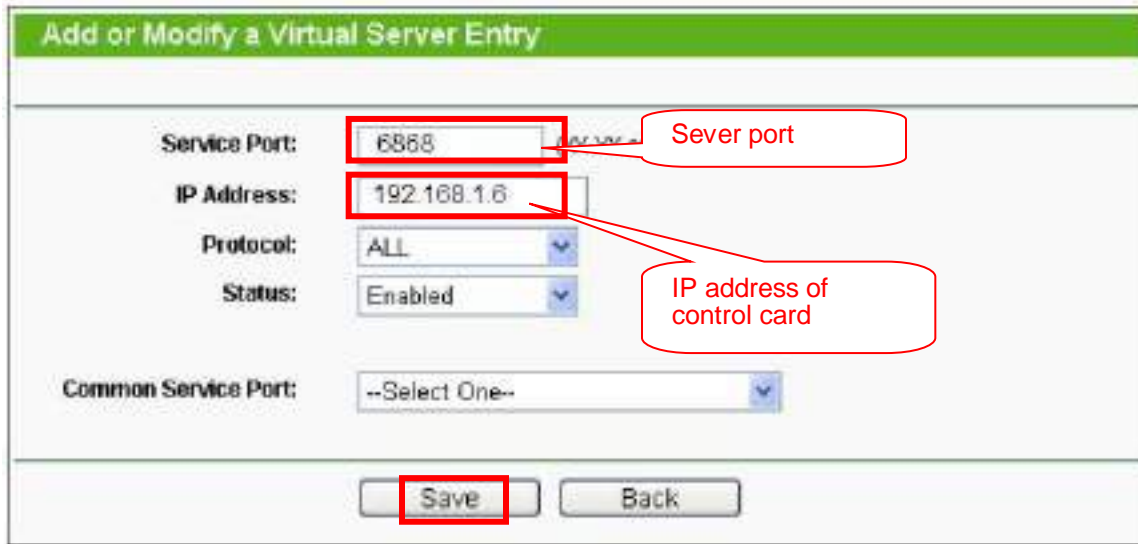 Add or Modify a Virtual Server Entry
Service Port: 6868
Sever port
IP Address: 192.168.1.6
Protocol: ALL
IP address of
control card
Status: Enabled
Common Service Port: --Select One--
Save Back